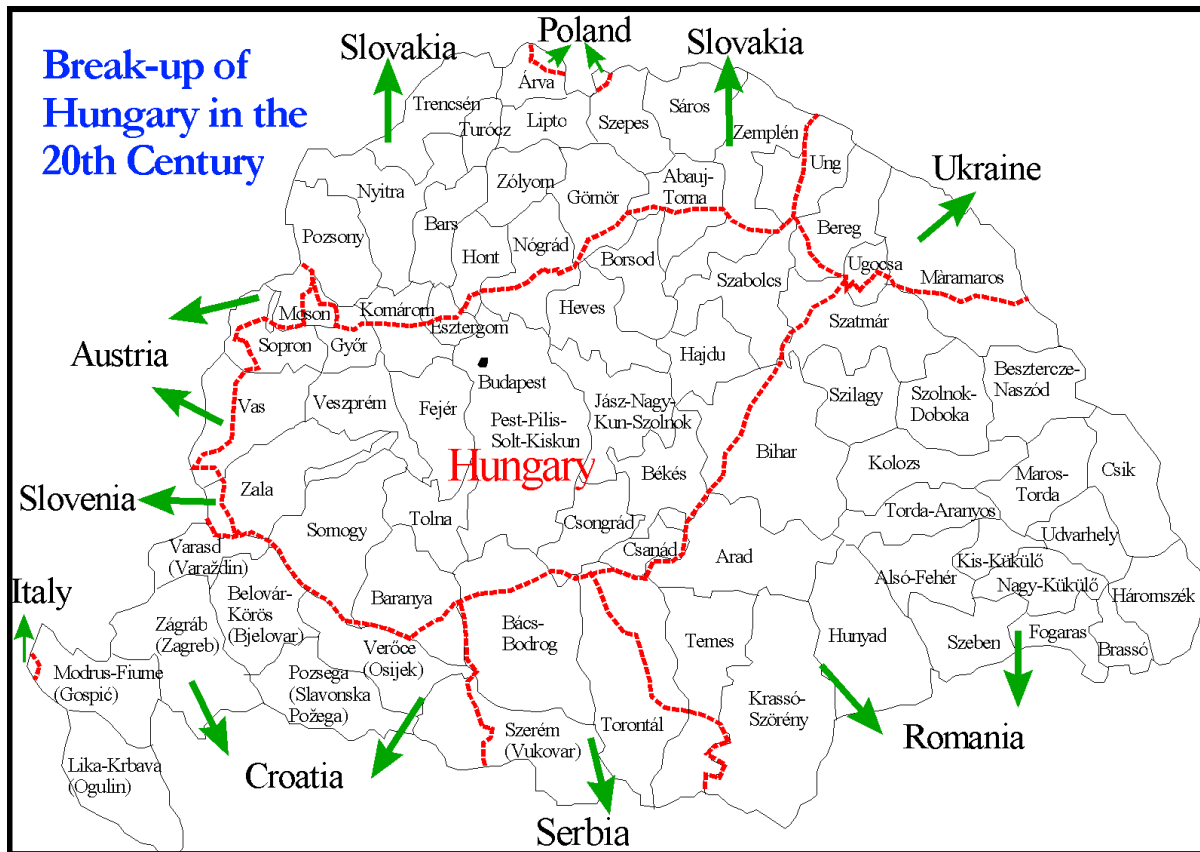 Break-up of
Hungary in the
20th Century
Slovakia
Poland
Slovakia
Ukraine
Austria
Slovenia
Italy
Croatia
Serbia
Romania
Hungary
Árva
Trencsén
Turócz
Lipto
Szepes
Sáros
Zemplén
Ung
Nyitra
Zólyom
Gömör
Abauj-
Torna
Bars
Pozsony
Hont
Nógrád
Borsod
Bereg
Ugocsa
Màramaros
Szabolcs
Moson
Komárom
Esztergom
Heves
Szatmár
Sopron
Győr
Hajdu
Budapest
Vas
Veszprém
Fejér
Pest-Pilis-
Solt-Kiskun
Jász-Nagy-
Kun-Szolnok
Szilagy
Szolnok-
Doboka
Besztercze-
Naszód
Bihar
Kolozs
Maros-
Torda
Csik
Zala
Békés
Somogy
Tolna
Csongrád
Torda-Aranyos
Udvarhely
Varasd
(Varaždin)
Csanád
Arad
Alsó-Fehér
Kis-Küküló
Nagy-Küküló
Háromszék
Belovár-
Körös
(Bjelovar)
Baranya
Zágráb
(Zagreb)
Bács-
Bodrog
Temes
Hunyad
Szeben
Fogaras
Brassó
Verőce
(Osijek)
Modrus-Fiume
(Gospić)
Pozsega
(Slavonska
Požega)
Szerém
(Vukovar)
Torontál
Krassó-
Szörény
Lika-Krbava
(Ogulin)